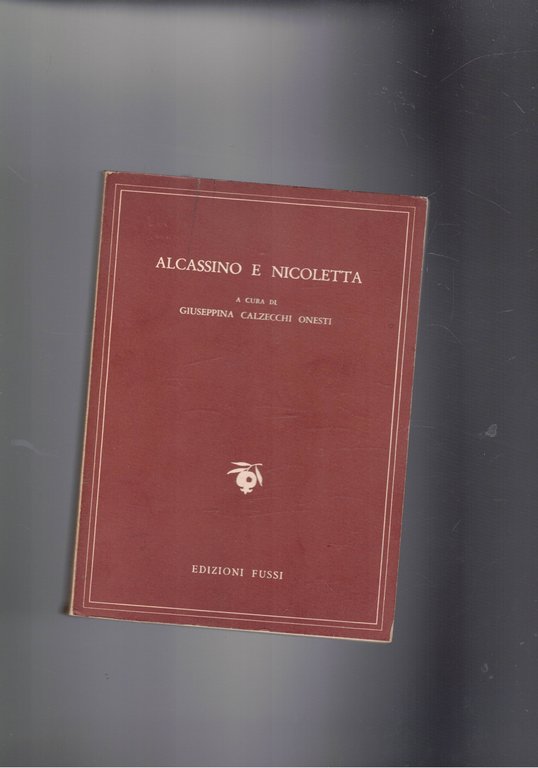 ALCASSINO E NICOLETTA
A CURA DI
GIUSEPPINA CALZECCHI ONESTI
EDIZIONI FUSSI